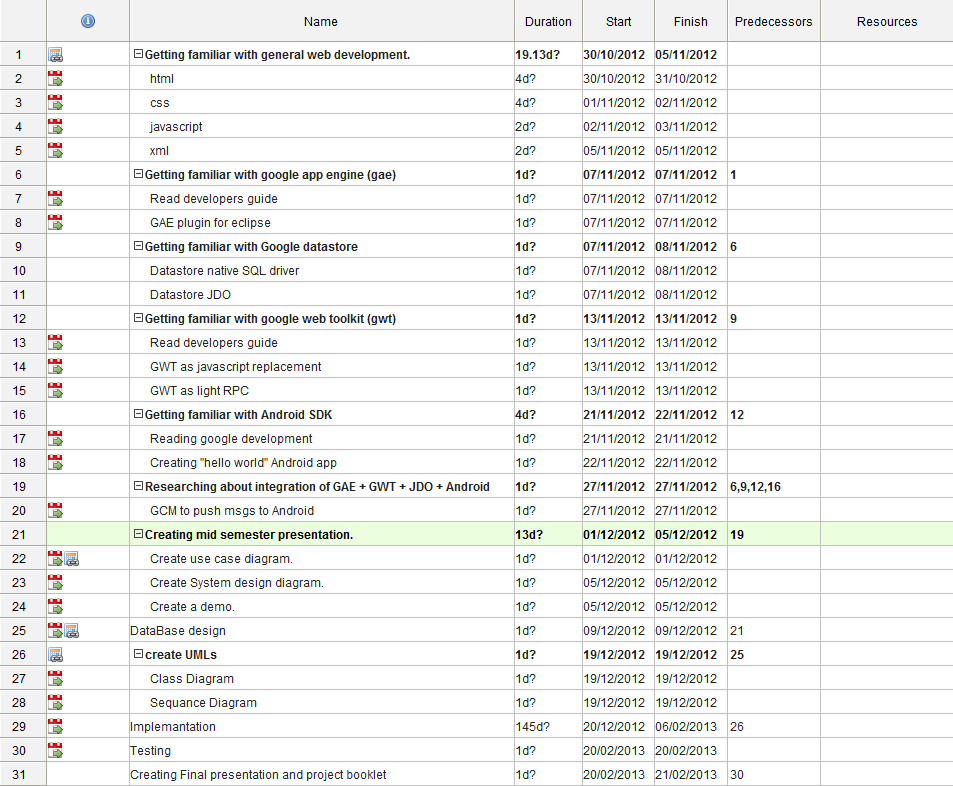 Name Duration Start Finish Predecessors Resources
1 Getting familiar with general web development. 19.13d? 30/10/2012 05/11/2012
2 html 4d? 30/10/2012 31/10/2012
3 css 4d? 01/11/2012 02/11/2012
4 javascript 2d? 02/11/2012 03/11/2012
5 xml 2d? 05/11/2012 05/11/2012
6 Getting familiar with google app engine (gae) 1d? 07/11/2012 07/11/2012 1
7 Read developers guide 1d? 07/11/2012 07/11/2012
8 GAE plugin for eclipse 1d? 07/11/2012 07/11/2012
9 Getting familiar with Google datastore 1d? 07/11/2012 08/11/2012 6
10 Datastore native SQL driver 1d? 07/11/2012 08/11/2012
11 Datastore JDO 1d? 07/11/2012 08/11/2012
12 Getting familiar with google web toolkit (gwt) 1d? 13/11/2012 13/11/2012 9
13 Read developers guide 1d? 13/11/2012 13/11/2012
14 GWT as javascript replacement 1d? 13/11/2012 13/11/2012
15 GWT as light RPC 1d? 13/11/2012 13/11/2012
16 Getting familiar with Android SDK 4d? 21/11/2012 22/11/2012 12
17 Reading google development 1d? 21/11/2012 21/11/2012
18 Creating "hello world" Android app 1d? 22/11/2012 22/11/2012
19 Researching about integration of GAE + GWT + JDO + Android 1d? 27/11/2012 27/11/2012 6,9,12,16
20 GCM to push msgs to Android 1d? 27/11/2012 27/11/2012
21 Creating mid semester presentation. 13d? 01/12/2012 05/12/2012 19
22 Create use case diagram. 1d? 01/12/2012 01/12/2012
23 Create System design diagram. 1d? 05/12/2012 05/12/2012
24 Create a demo. 1d? 05/12/2012 05/12/2012
25 DataBase design 1d? 09/12/2012 09/12/2012 21
26 create UMLs 1d? 19/12/2012 19/12/2012 25
27 Class Diagram 1d? 19/12/2012 19/12/2012
28 Sequance Diagram 1d? 19/12/2012 19/12/2012
29 Implemantation 145d? 20/12/2012 06/02/2013 26
30 Testing 1d? 20/02/2013 20/02/2013
31 Creating Final presentation and project booklet 1d? 20/02/2013 21/02/2013 30